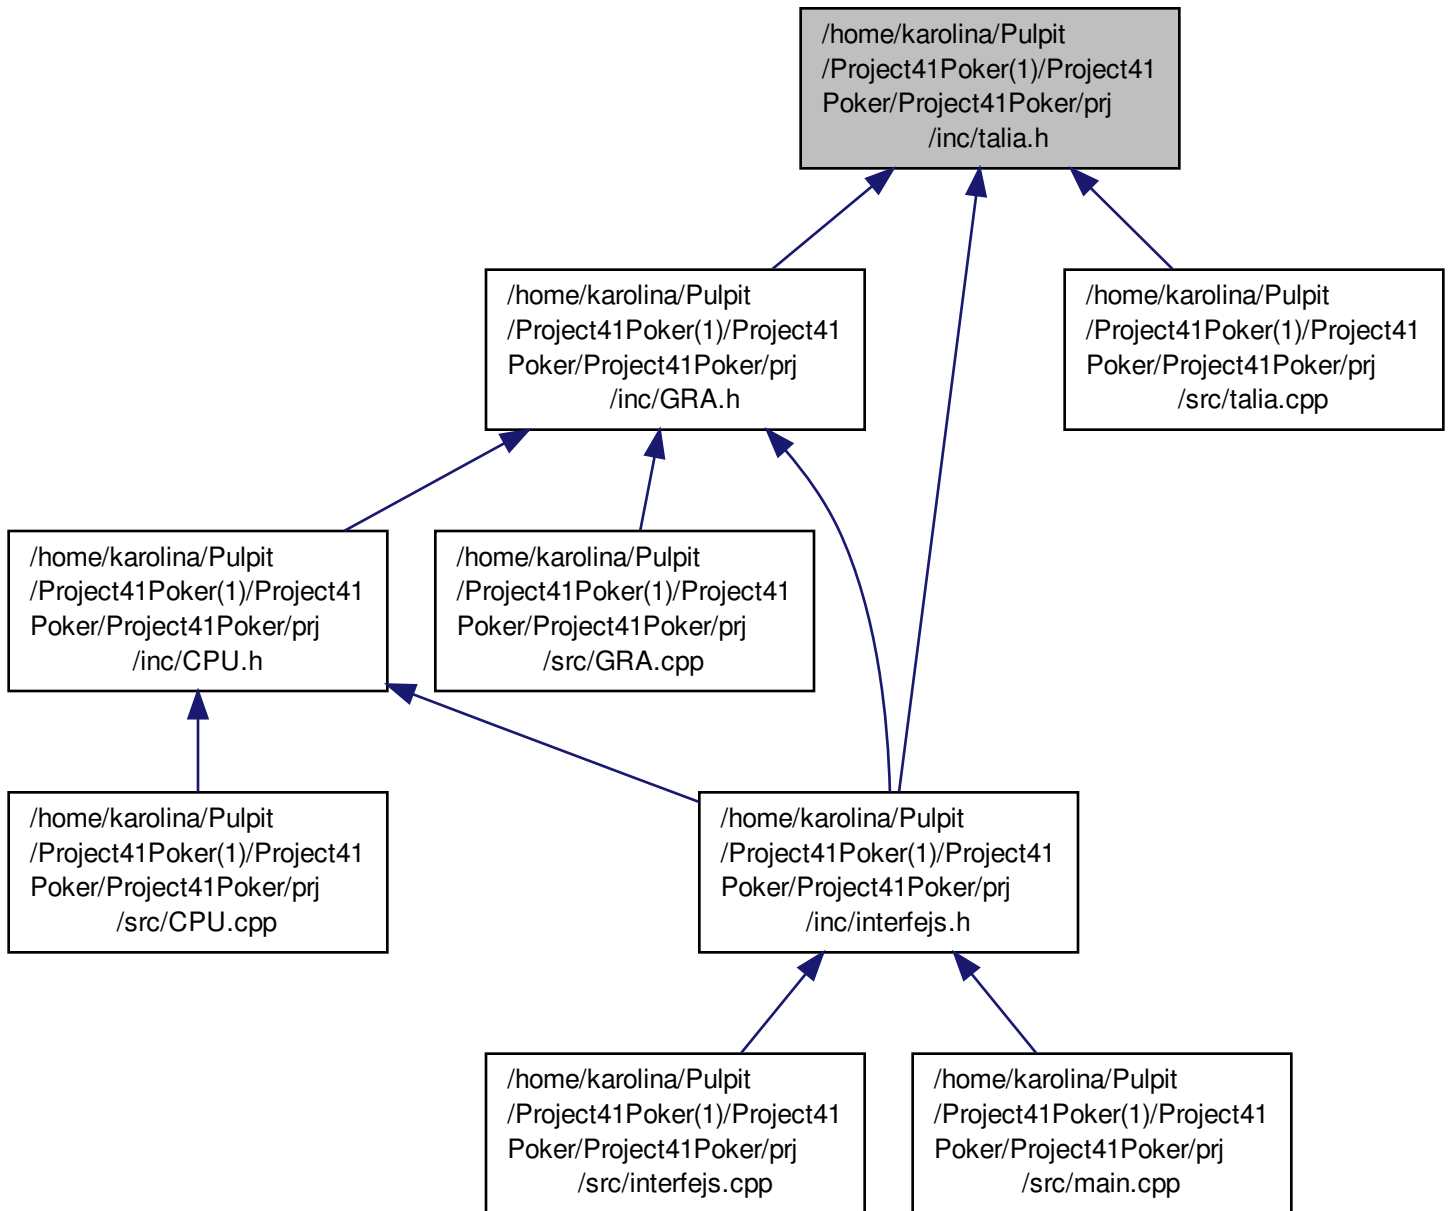 /home/karolina/Pulpit
/Project41Poker(1)/Project41
Poker/Project41Poker/prj
/inc/talia.h
/home/karolina/Pulpit
/Project41Poker(1)/Project41
Poker/Project41Poker/prj
/inc/GRA.h
/home/karolina/Pulpit
/Project41Poker(1)/Project41
Poker/Project41Poker/prj
/src/talia.cpp
/home/karolina/Pulpit
/Project41Poker(1)/Project41
Poker/Project41Poker/prj
/inc/CPU.h
/home/karolina/Pulpit
/Project41Poker(1)/Project41
Poker/Project41Poker/prj
/src/GRA.cpp
/home/karolina/Pulpit
/Project41Poker(1)/Project41
Poker/Project41Poker/prj
/src/CPU.cpp
/home/karolina/Pulpit
/Project41Poker(1)/Project41
Poker/Project41Poker/prj
/inc/interfejs.h
/home/karolina/Pulpit
/Project41Poker(1)/Project41
Poker/Project41Poker/prj
/src/interfejs.cpp
/home/karolina/Pulpit
/Project41Poker(1)/Project41
Poker/Project41Poker/prj
/src/main.cpp